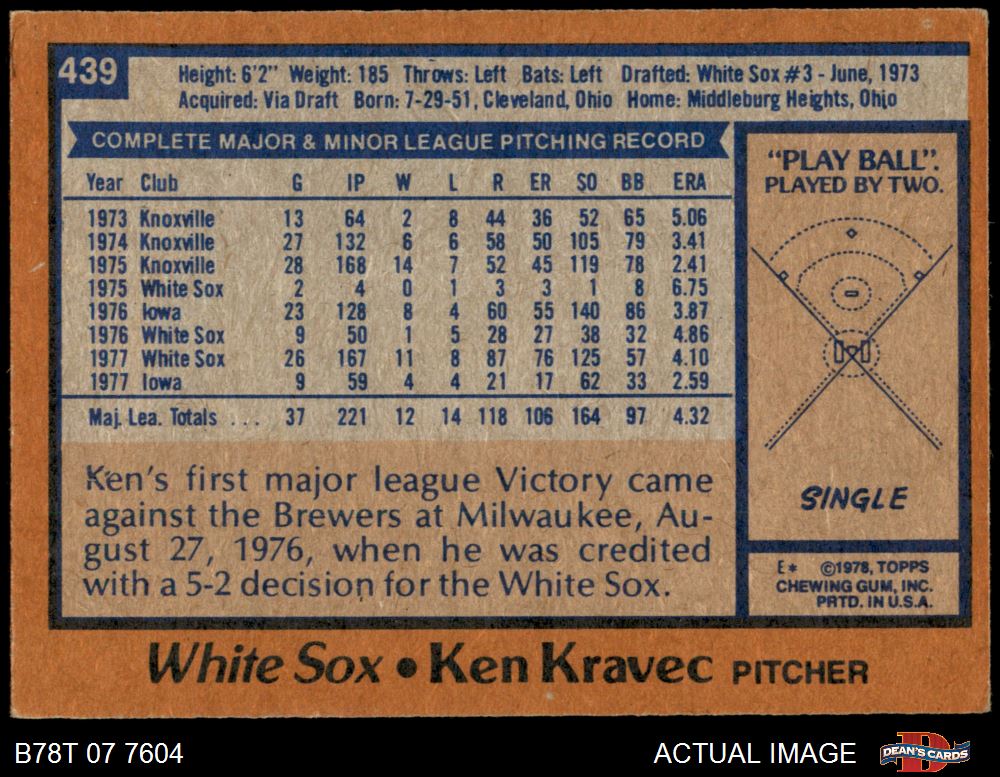 439
Height: 6'2" Weight: 185 Throws: Left Bats: Left Drafted: White Sox #3 - June, 1973
Acquired: Via Draft Born: 7-29-51, Cleveland, Ohio Home: Middleburg Heights, Ohio
COMPLETE MAJOR & MINOR LEAGUE PITCHING RECORD
Year Club G IP W L R ER SO BB ERA
1973 Knoxville 13 64 2 8 44 36 52 65 5.06
1974 Knoxville 27 132 6 6 58 50 105 79 3.41
1975 Knoxville 28 168 14 7 52 45 119 78 2.41
1975 White Sox 2 4 0 1 3 3 1 8 6.75
1976 Iowa 23 128 8 4 60 55 140 86 3.87
1976 White Sox 9 50 1 5 28 27 38 32 4.86
1977 White Sox 26 167 11 8 87 76 125 57 4.10
1977 Iowa 9 59 4 4 21 17 62 33 2.59
Maj. Lea. Totals ... 37 221 12 14 118 106 164 97 4.32
Ken's first major league Victory came
against the Brewers at Milwaukee, Au-
gust 27, 1976, when he was credited
with a 5-2 decision for the White Sox.
"PLAY BALL":
PLAYED BY TWO.
SINGLE
E* ©1978, TOPPS
CHEWING GUM, INC.
PRTD. IN U.S.A.
White Sox • Ken Kravec PITCHER
B78T 07 7604 ACTUAL IMAGE DEAN'S CARDS